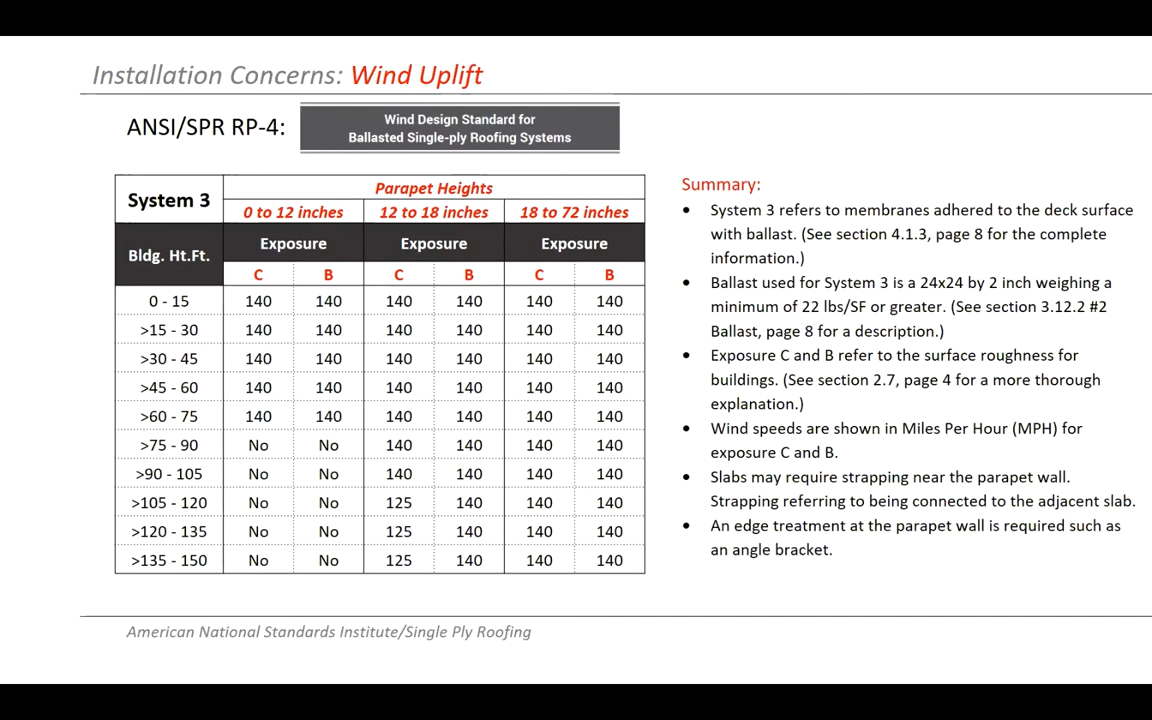 Installation Concerns: Wind Uplift
ANSI/SPR RP-4:
Wind Design Standard for
Ballasted Single-ply Roofing Systems
System 3
Parapet Heights
0 to 12 inches 12 to 18 inches 18 to 72 inches
Bldg. Ht.Ft.
Exposure Exposure Exposure
C B C B C B
0 - 15 140 140 140 140 140 140
>15 - 30 140 140 140 140 140 140
>30 - 45 140 140 140 140 140 140
>45 - 60 140 140 140 140 140 140
>60 - 75 140 140 140 140 140 140
>75 - 90 No No 140 140 140 140
>90 - 105 No No 140 140 140 140
>105 - 120 No No 125 140 140 140
>120 - 135 No No 125 140 140 140
>135 - 150 No No 125 140 140 140
Summary:
• System 3 refers to membranes adhered to the deck surface
with ballast. (See section 4.1.3, page 8 for the complete
information.)
• Ballast used for System 3 is a 24x24 by 2 inch weighing a
minimum of 22 lbs/SF or greater. (See section 3.12.2 #2
Ballast, page 8 for a description.)
• Exposure C and B refer to the surface roughness for
buildings. (See section 2.7, page 4 for a more thorough
explanation.)
• Wind speeds are shown in Miles Per Hour (MPH) for
exposure C and B.
• Slabs may require strapping near the parapet wall.
Strapping referring to being connected to the adjacent slab.
• An edge treatment at the parapet wall is required such as
an angle bracket.
American National Standards Institute/Single Ply Roofing